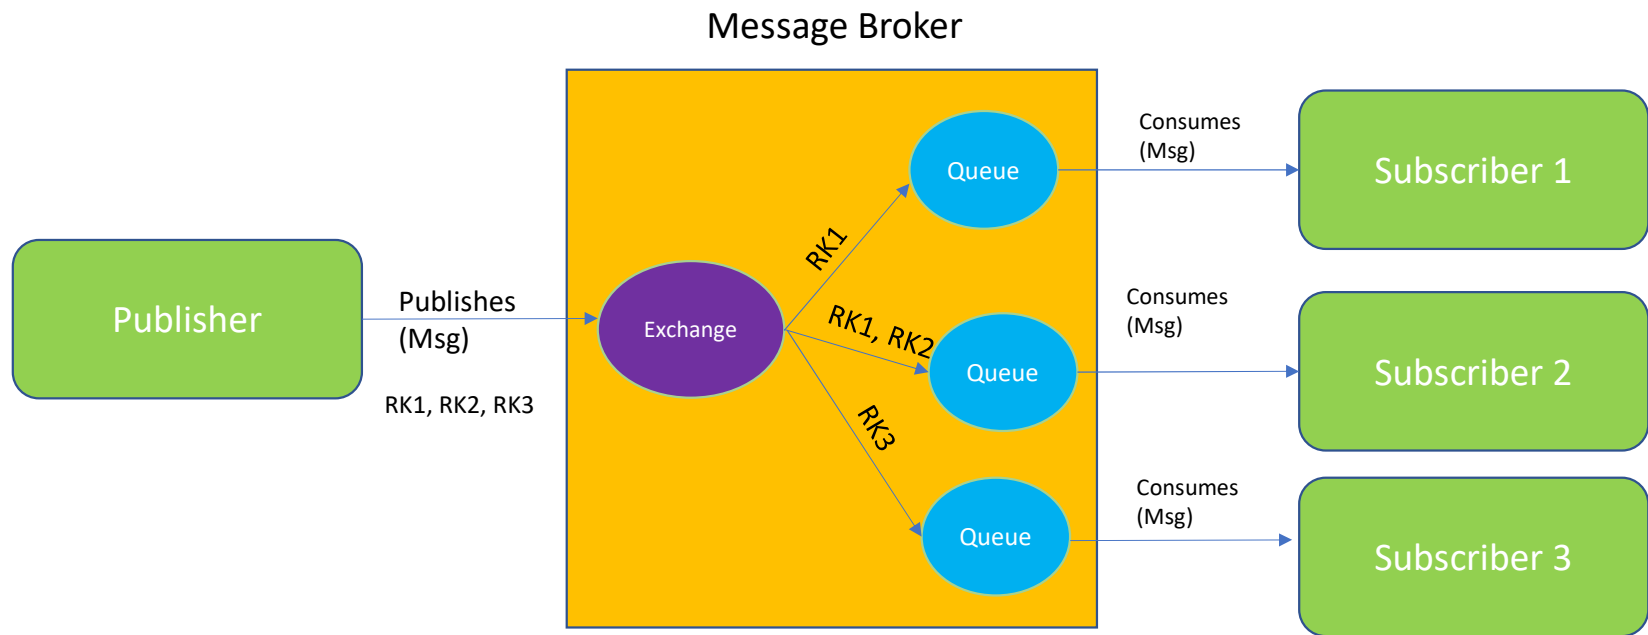 Message Broker
Publisher
Publishes
(Msg)
RK1, RK2, RK3
Exchange
RK1
RK1, RK2
RK3
Queue
Queue
Queue
Consumes
(Msg)
Subscriber 1
Consumes
(Msg)
Subscriber 2
Consumes
(Msg)
Subscriber 3